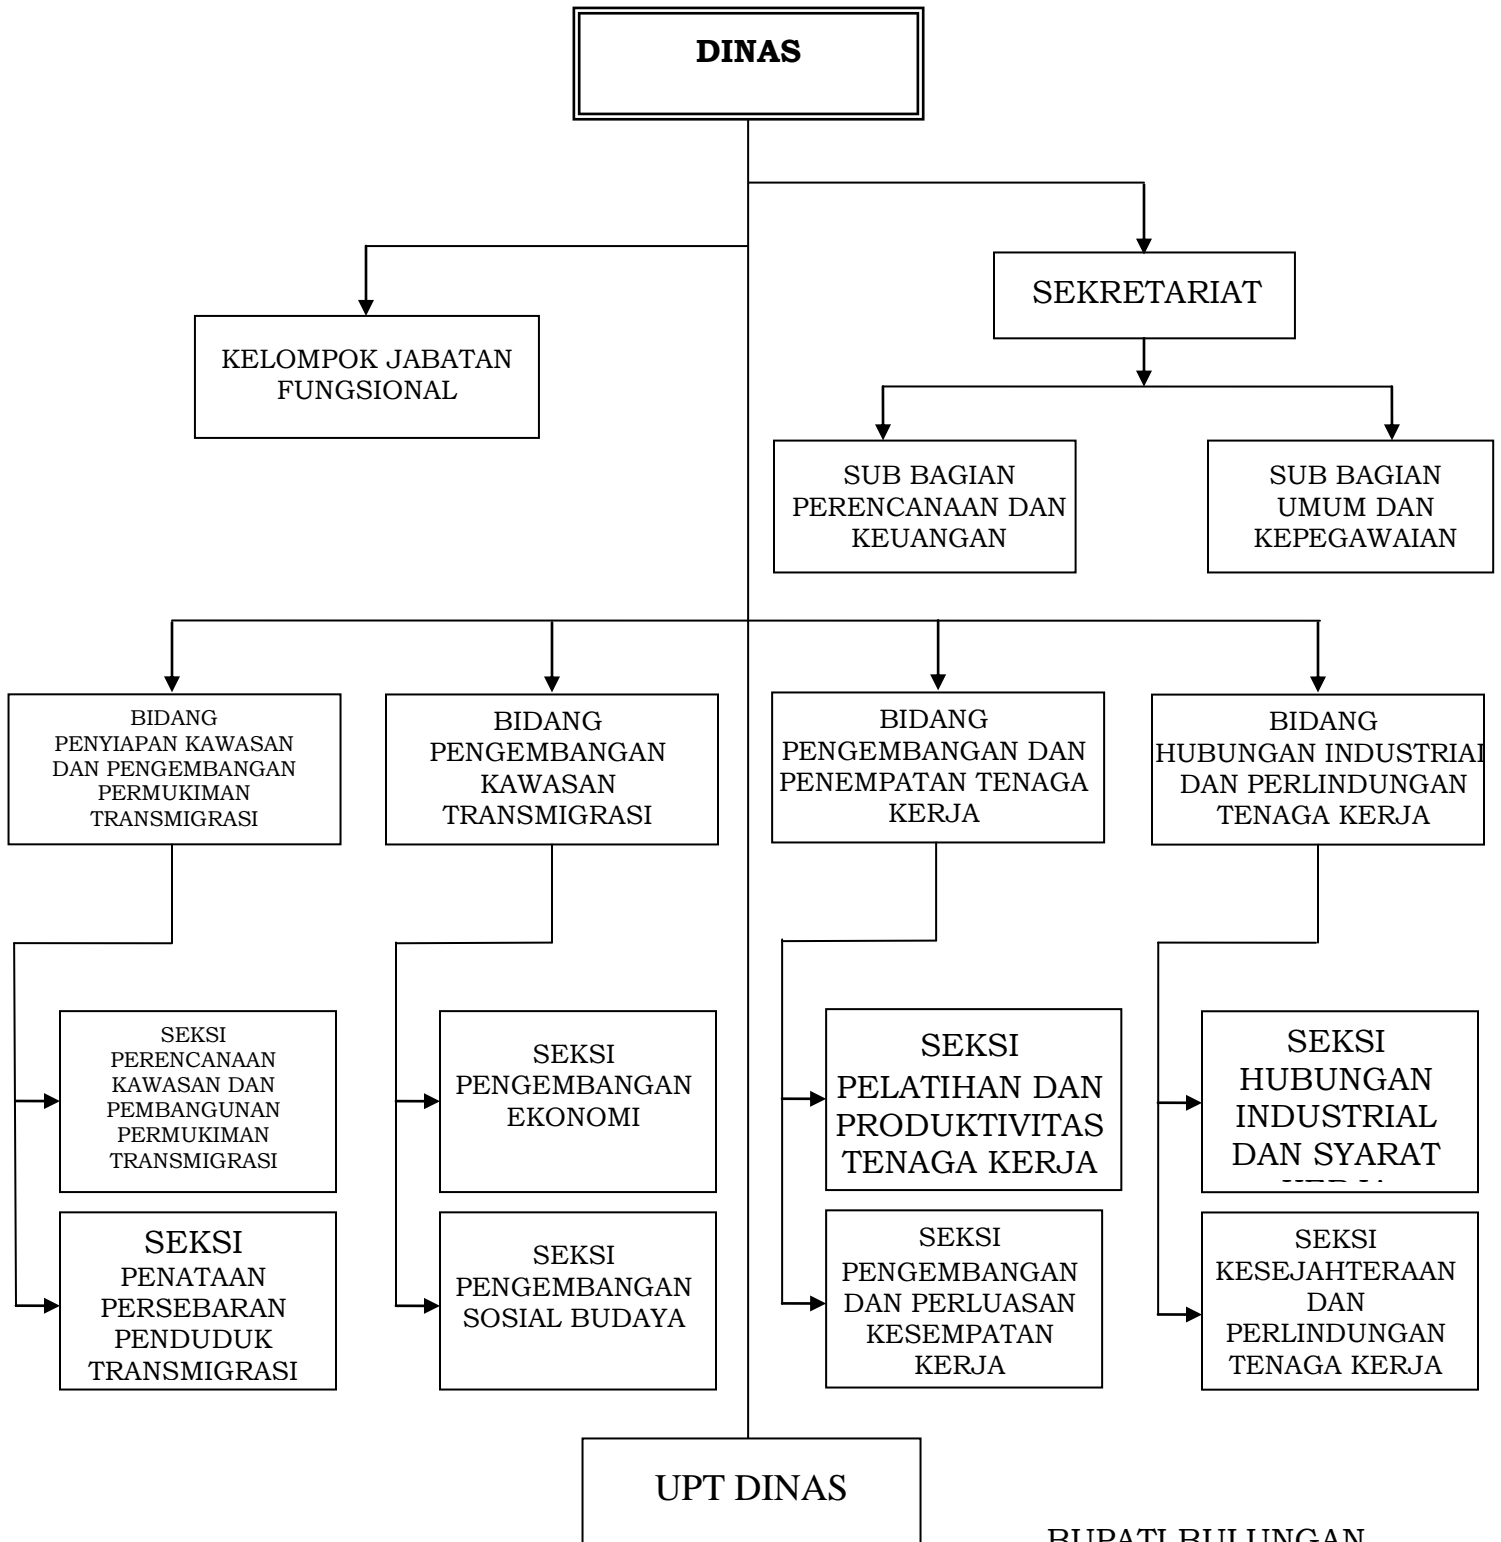 DINAS
SEKRETARIAT
KELOMPOK JABATAN
FUNGSIONAL
SUB BAGIAN
PERENCANAAN DAN
KEUANGAN
SUB BAGIAN
UMUM DAN
KEPEGAWAIAN
BIDANG
PENYIAPAN KAWASAN
DAN PENGEMBANGAN
PERMUKIMAN
TRANSMIGRASI
BIDANG
PENGEMBANGAN
KAWASAN
TRANSMIGRASI
BIDANG
PENGEMBANGAN DAN
PENEMPATAN TENAGA
KERJA
BIDANG
HUBUNGAN INDUSTRIAL
DAN PERLINDUNGAN
TENAGA KERJA
SEKSI
PERENCANAAN
KAWASAN DAN
PEMBANGUNAN
PERMUKIMAN
TRANSMIGRASI
SEKSI
PENGEMBANGAN
EKONOMI
SEKSI
PELATIHAN DAN
PRODUKTIVITAS
TENAGA KERJA
SEKSI
HUBUNGAN
INDUSTRIAL
DAN SYARAT
SEKSI
PENATAAN
PERSEBARAN
PENDUDUK
TRANSMIGRASI
SEKSI
PENGEMBANGAN
SOSIAL BUDAYA
SEKSI
PENGEMBANGAN
DAN PERLUASAN
KESEMPATAN
KERJA
SEKSI
KESEJAHTERAAN
DAN
PERLINDUNGAN
TENAGA KERJA
UPT DINAS
BUPATI BULUNGAN